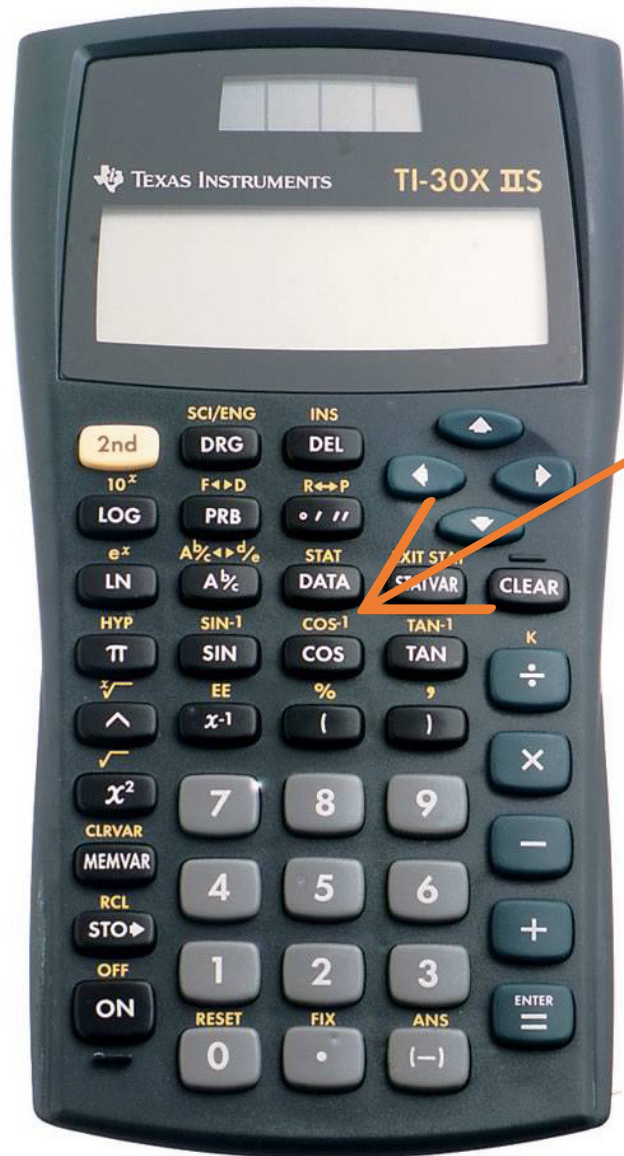 TEXAS INSTRUMENTS TI-30X IIS
SCI/ENG INS
2nd DRG DEL
10ˣ F◄►D R↔P
LOG PRB ° ' "
eˣ Ab/c◄►d/e STAT EXIT STAT
LN Ab/c DATA STATVAR CLEAR
HYP SIN-1 COS-1 TAN-1 K
π SIN COS TAN ÷
ˣ√ EE % ,
^ x-1 ( ) ×
√
x² 7 8 9 −
CLRVAR
MEMVAR 4 5 6 +
RCL
STO► 1 2 3
OFF ENTER
ON =
RESET FIX ANS
0 . (−)